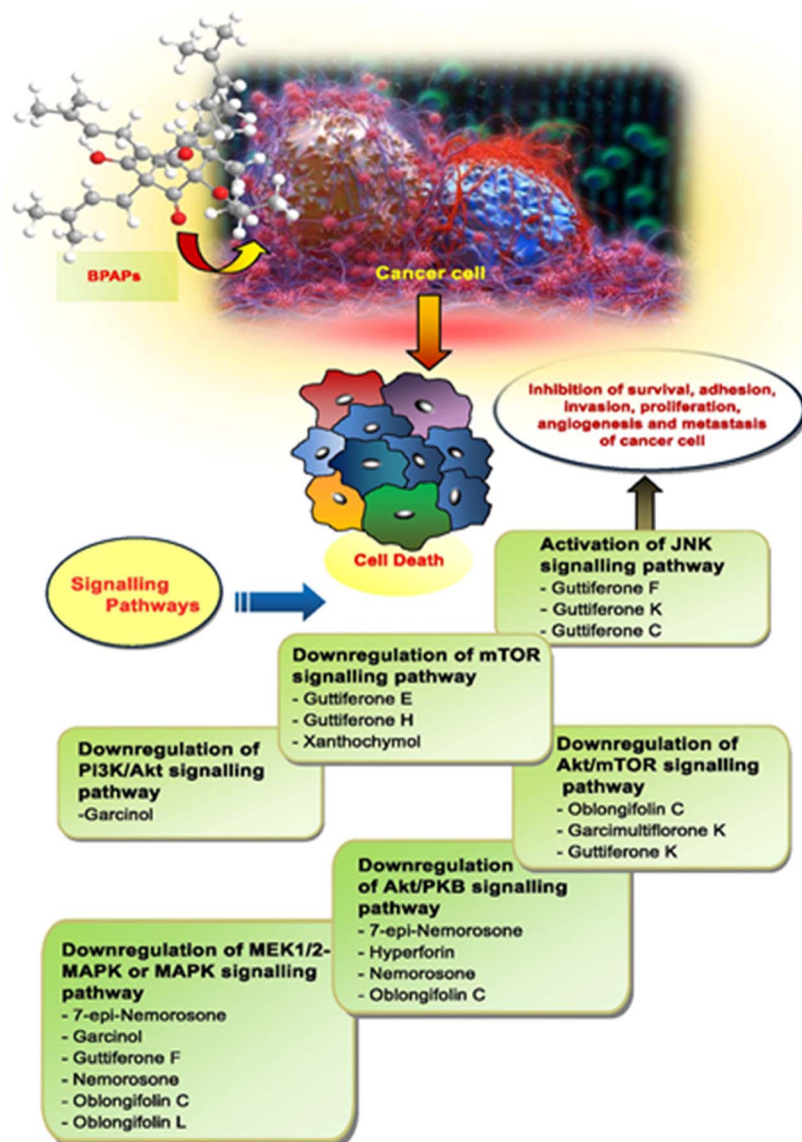 BPAPs
Cancer cell
Inhibition of survival, adhesion,
invasion, proliferation,
angiogenesis and metastasis
of cancer cell
Cell Death
Signalling
Pathways
Activation of JNK
signalling pathway
- Guttiferone F
- Guttiferone K
- Guttiferone C
Downregulation of mTOR
signalling pathway
- Guttiferone E
- Guttiferone H
- Xanthochymol
Downregulation of
PI3K/Akt signalling
pathway
-Garcinol
Downregulation of
Akt/mTOR signalling
pathway
- Oblongifolin C
- Garcimultiflorone K
- Guttiferone K
Downregulation
of Akt/PKB signalling
pathway
- 7-epi-Nemorosone
- Hyperforin
- Nemorosone
- Oblongifolin C
Downregulation of MEK1/2-
MAPK or MAPK signalling
pathway
- 7-epi-Nemorosone
- Garcinol
- Guttiferone F
- Nemorosone
- Oblongifolin C
- Oblongifolin L